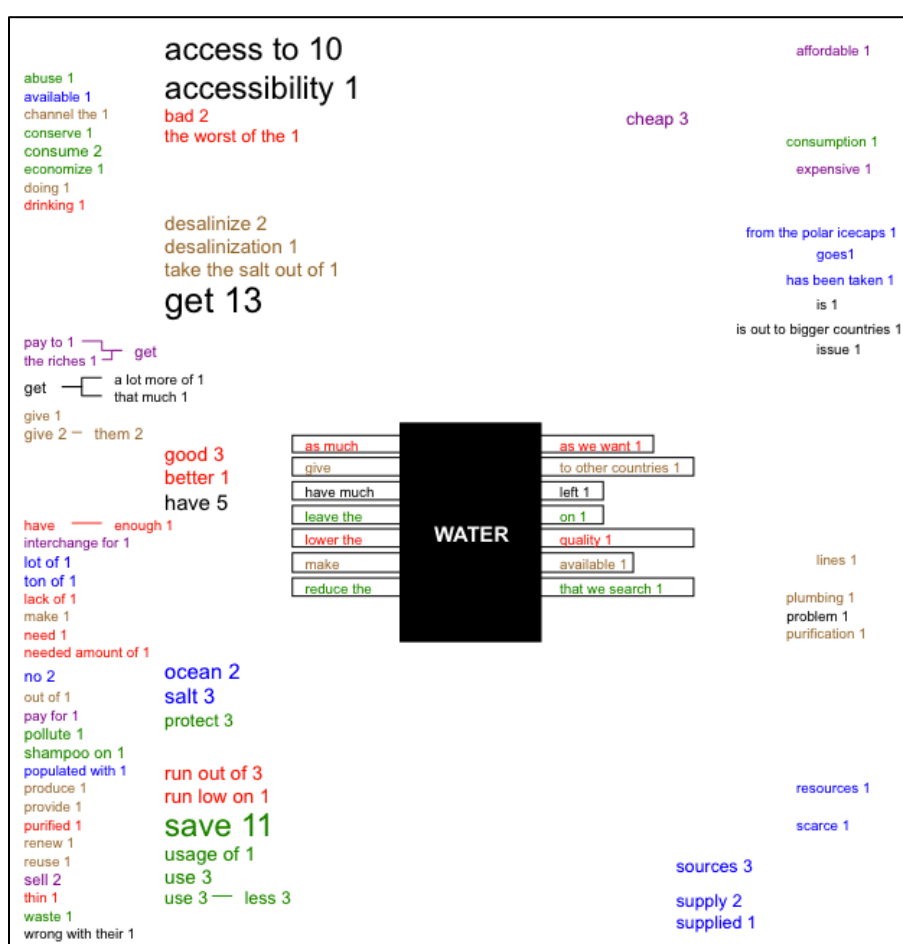 access to 10
affordable 1
abuse 1
accessibility 1
available 1
channel the 1
bad 2
cheap 3
conserve 1
the worst of the 1
consume 2
consumption 1
economize 1
expensive 1
doing 1
drinking 1
desalinize 2
from the polar icecaps 1
desalinization 1
goes1
take the salt out of 1
has been taken 1
get 13
is 1
is out to bigger countries 1
pay to 1
the riches 1
get
issue 1
get
a lot more of 1
that much 1
give 1
give 2
them 2
good 3
as much
as we want 1
better 1
give
to other countries 1
have 5
have much
left 1
have
enough 1
leave the
on 1
WATER
interchange for 1
lower the
quality 1
lot of 1
make
available 1
lines 1
ton of 1
reduce the
that we search 1
lack of 1
plumbing 1
make 1
problem 1
need 1
purification 1
needed amount of 1
no 2
ocean 2
out of 1
salt 3
pay for 1
protect 3
pollute 1
shampoo on 1
populated with 1
run out of 3
produce 1
run low on 1
resources 1
provide 1
purified 1
save 11
scarce 1
renew 1
usage of 1
reuse 1
sources 3
sell 2
use 3
thin 1
use 3
less 3
supply 2
waste 1
supplied 1
wrong with their 1